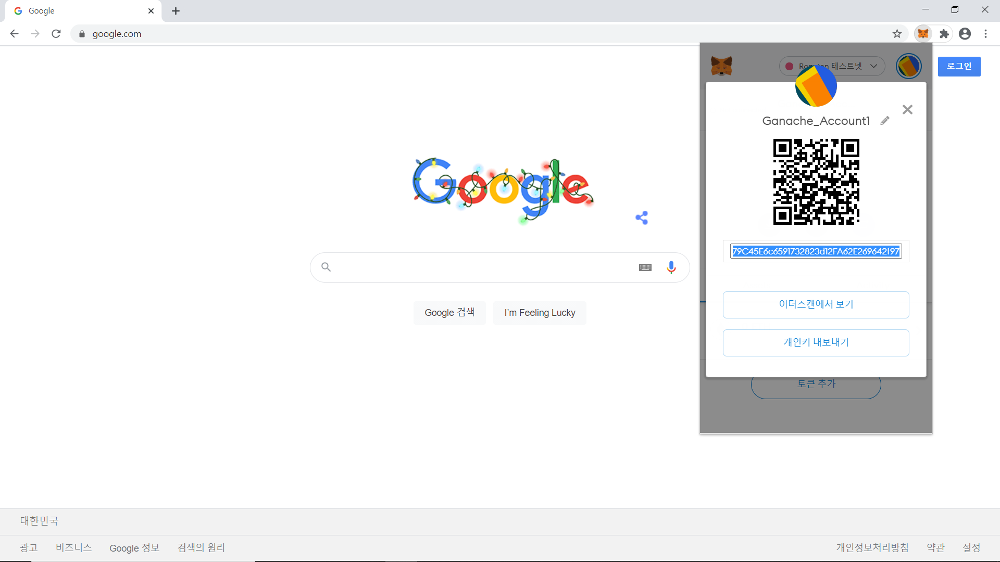 Google
google.com
테스트넷
로그인
Ganache_Account1
Google
79C45E6c6591732823d12FA62E269642f97
이더스캔에서 보기
Google 검색
I'm Feeling Lucky
개인키 내보내기
토큰 추가
대한민국
광고 비즈니스 Google 정보 검색의 원리 개인정보처리방침 약관 설정